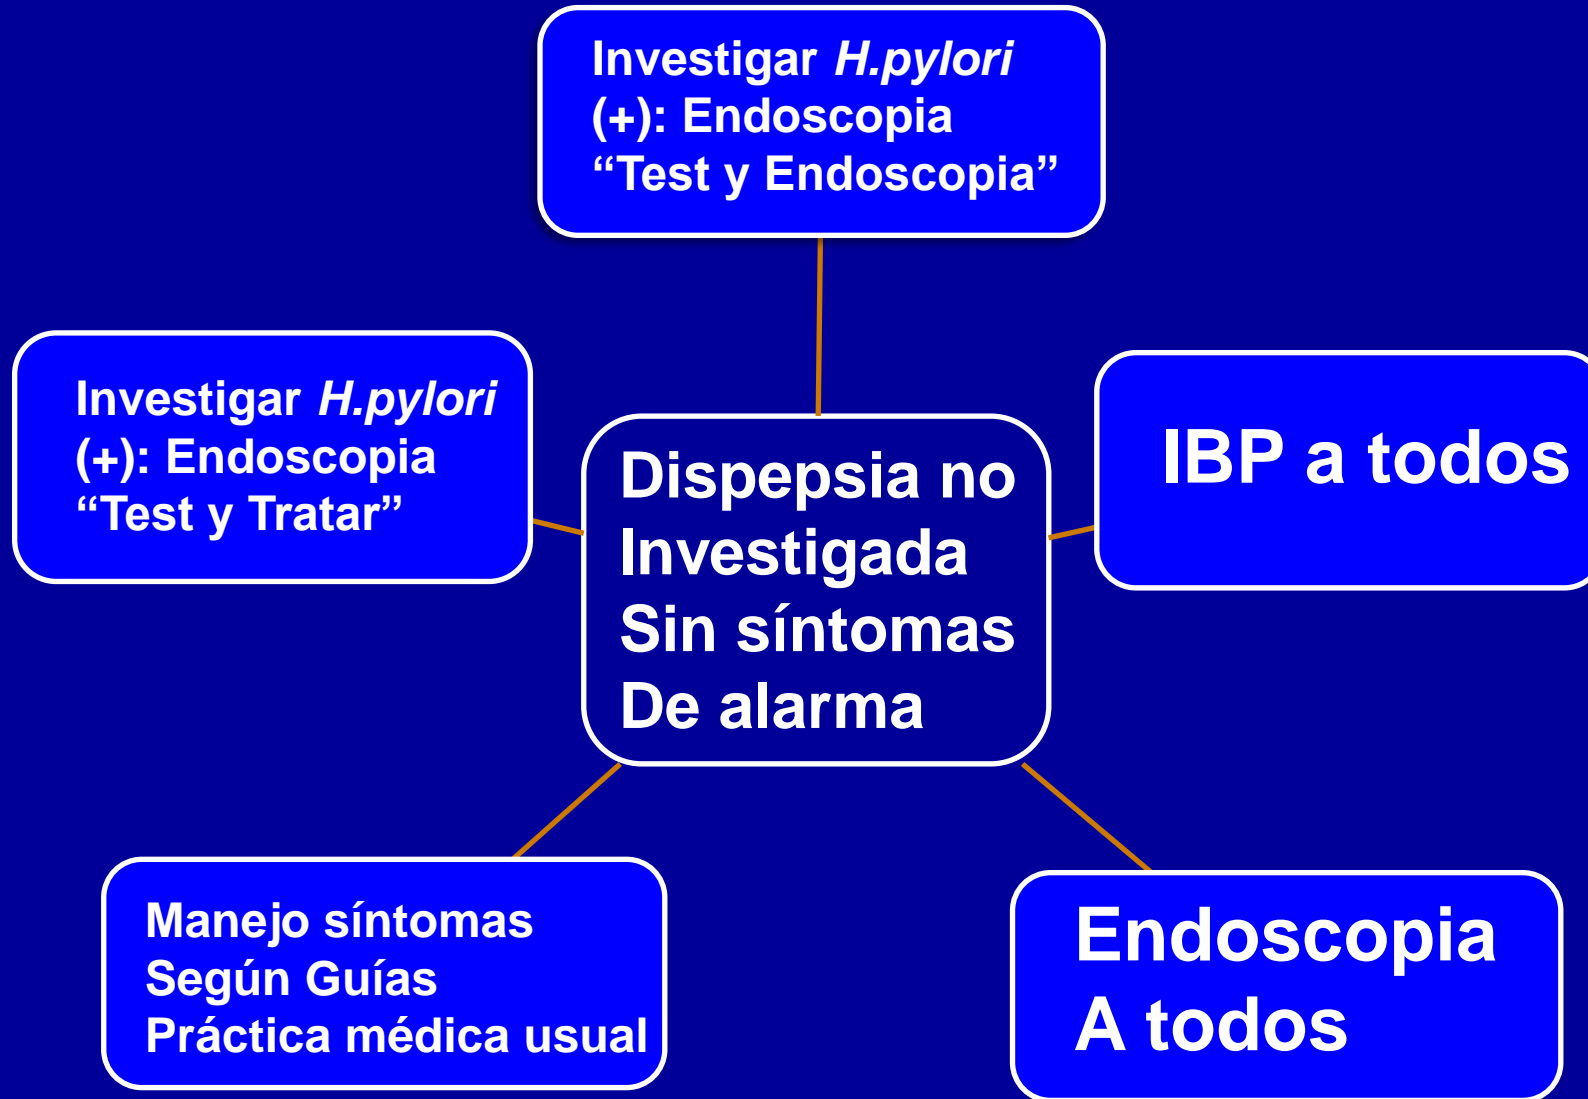 Investigar H.pylori
(+): Endoscopia
“Test y Endoscopia”
Investigar H.pylori
(+): Endoscopia
“Test y Tratar”
IBP a todos
Dispepsia no
Investigada
Sin síntomas
De alarma
Manejo síntomas
Según Guías
Práctica médica usual
Endoscopia
A todos